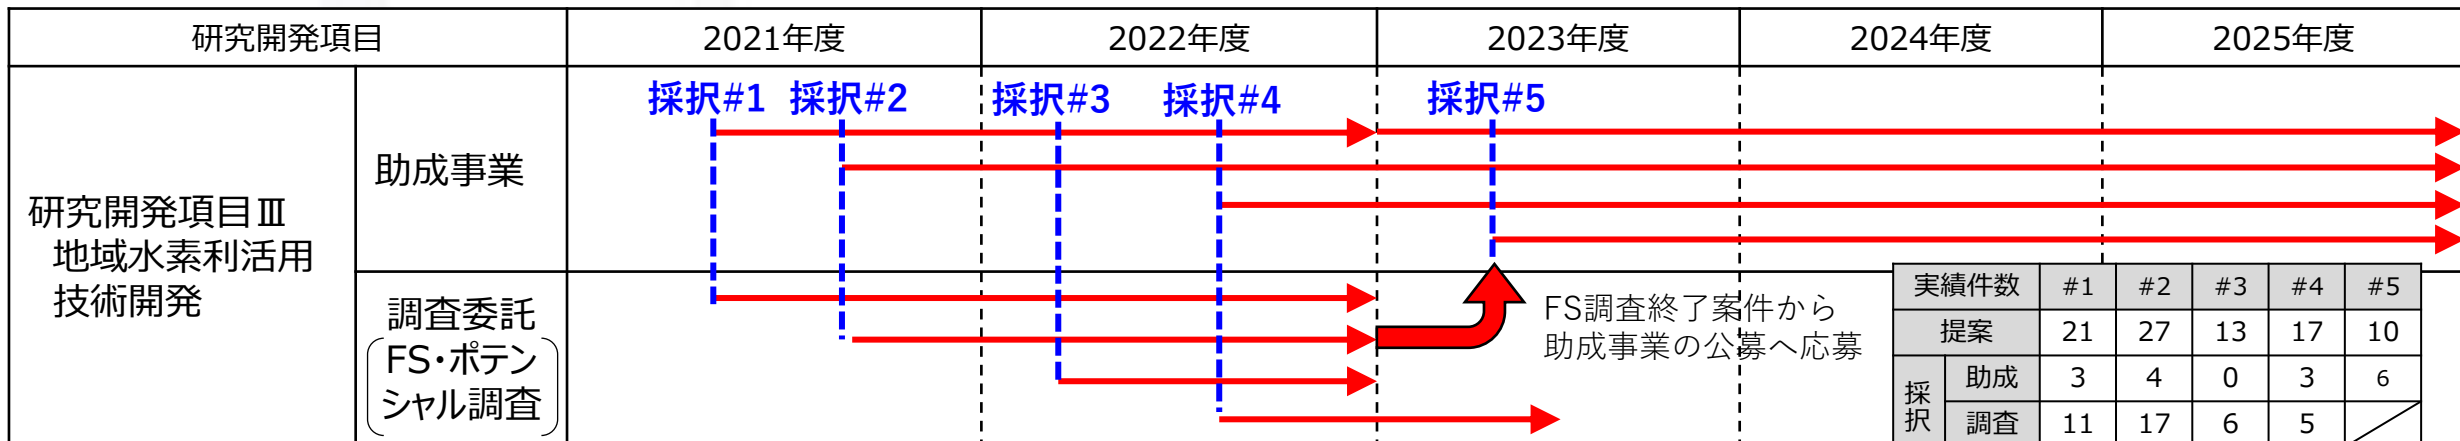 研究開発項目
2021年度
2022年度
2023年度
2024年度
2025年度
採択#1
採択#2
採択#3
採択#4
採択#5
研究開発項目Ⅲ
地域水素利活用
技術開発
助成事業
調査委託
FS・ポテン
シャル調査
FS調査終了案件から
助成事業の公募へ応募
実績件数 #1 #2 #3 #4 #5
提案 21 27 13 17 10
採択
助成 3 4 0 3 6
調査 11 17 6 5